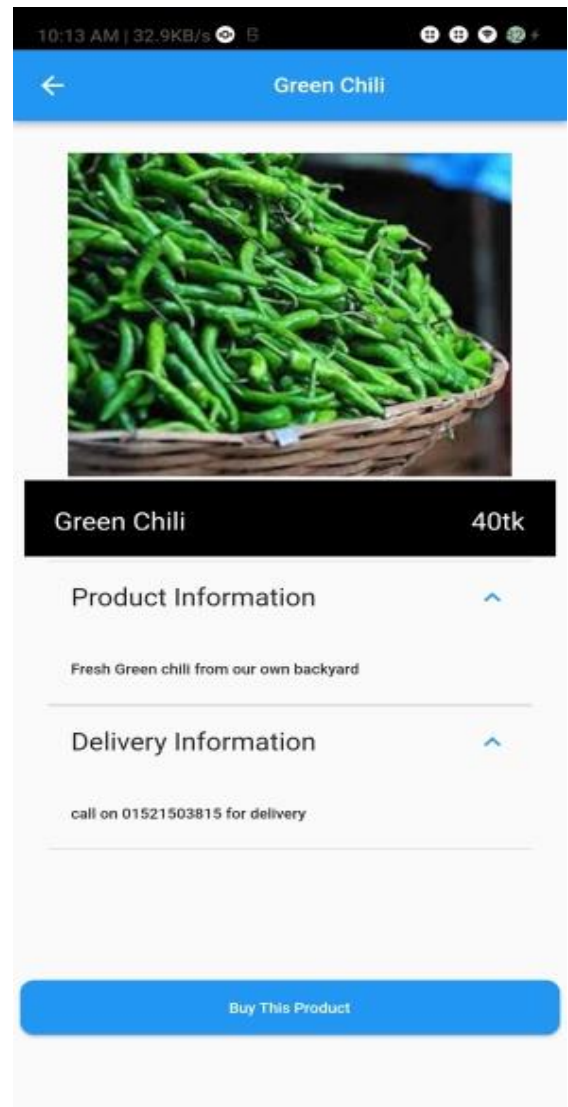 10:13 AM | 32.9KB/s
Green Chili
Green Chili 40tk
Product Information
Fresh Green chili from our own backyard
Delivery Information
call on 01521503815 for delivery
Buy This Product